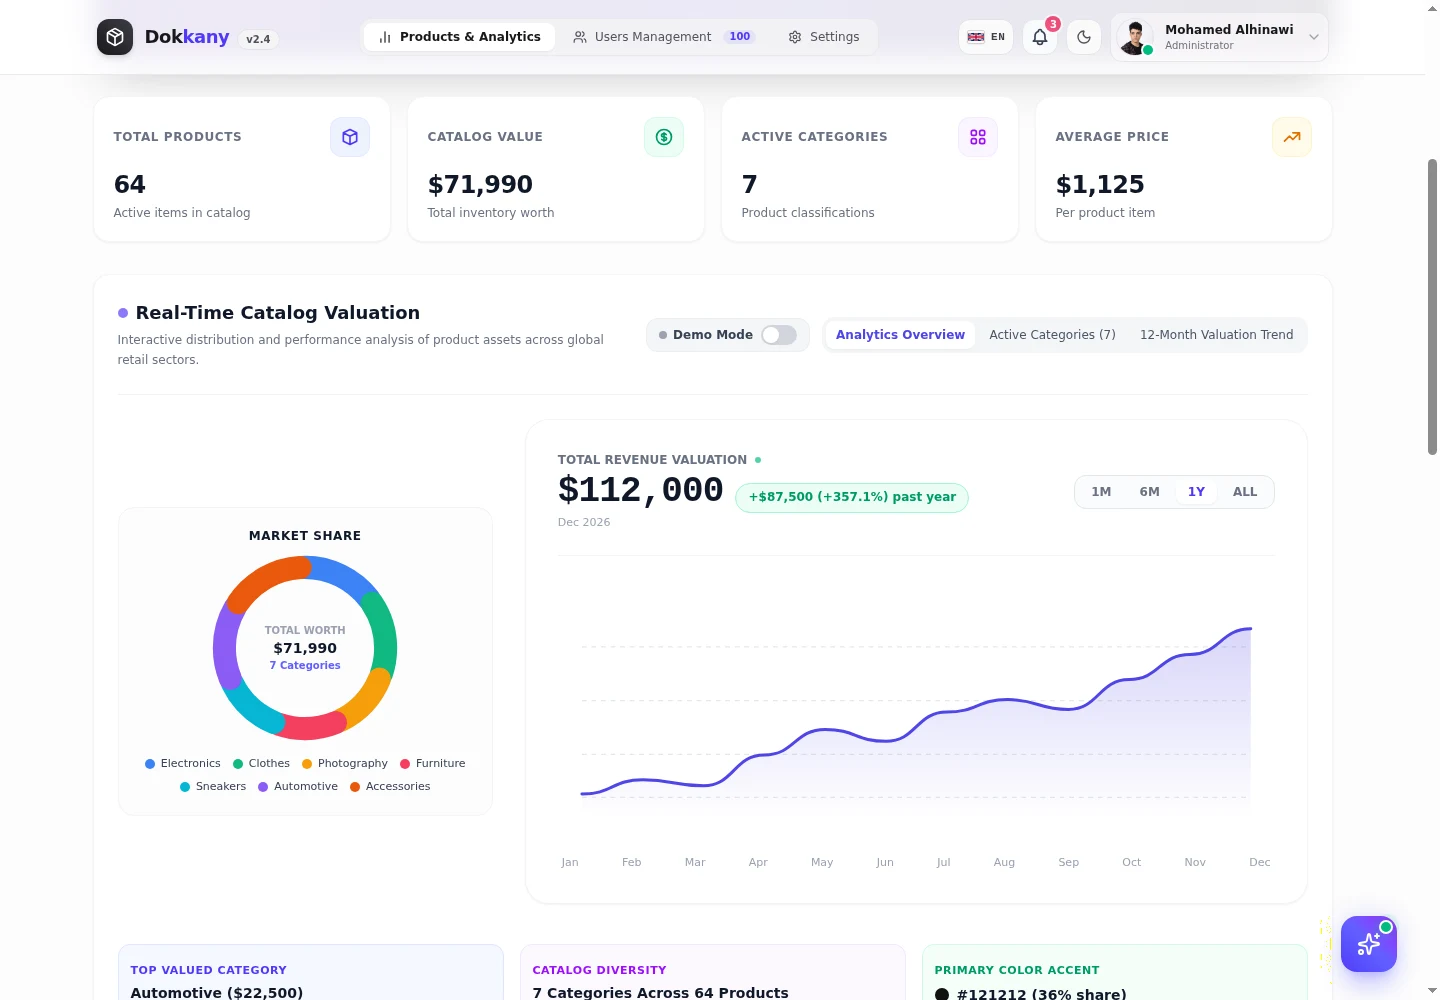 Dokkany v2.4
Products & Analytics
Users Management 100
Settings
EN
3
Mohamed Alhinawi
Administrator
TOTAL PRODUCTS
64
Active items in catalog
CATALOG VALUE
$71,990
Total inventory worth
ACTIVE CATEGORIES
7
Product classifications
AVERAGE PRICE
$1,125
Per product item
Real-Time Catalog Valuation
Interactive distribution and performance analysis of product assets across global
retail sectors.
Demo Mode
Analytics Overview
Active Categories (7)
12-Month Valuation Trend
MARKET SHARE
TOTAL WORTH
$71,990
7 Categories
Electronics Clothes Photography Furniture
Sneakers Automotive Accessories
TOTAL REVENUE VALUATION
$112,000 +$87,500 (+357.1%) past year
Dec 2026
1M 6M 1Y ALL
Jan Feb Mar Apr May Jun Jul Aug Sep Oct Nov Dec
TOP VALUED CATEGORY
Automotive ($22,500)
CATALOG DIVERSITY
7 Categories Across 64 Products
PRIMARY COLOR ACCENT
#121212 (36% share)